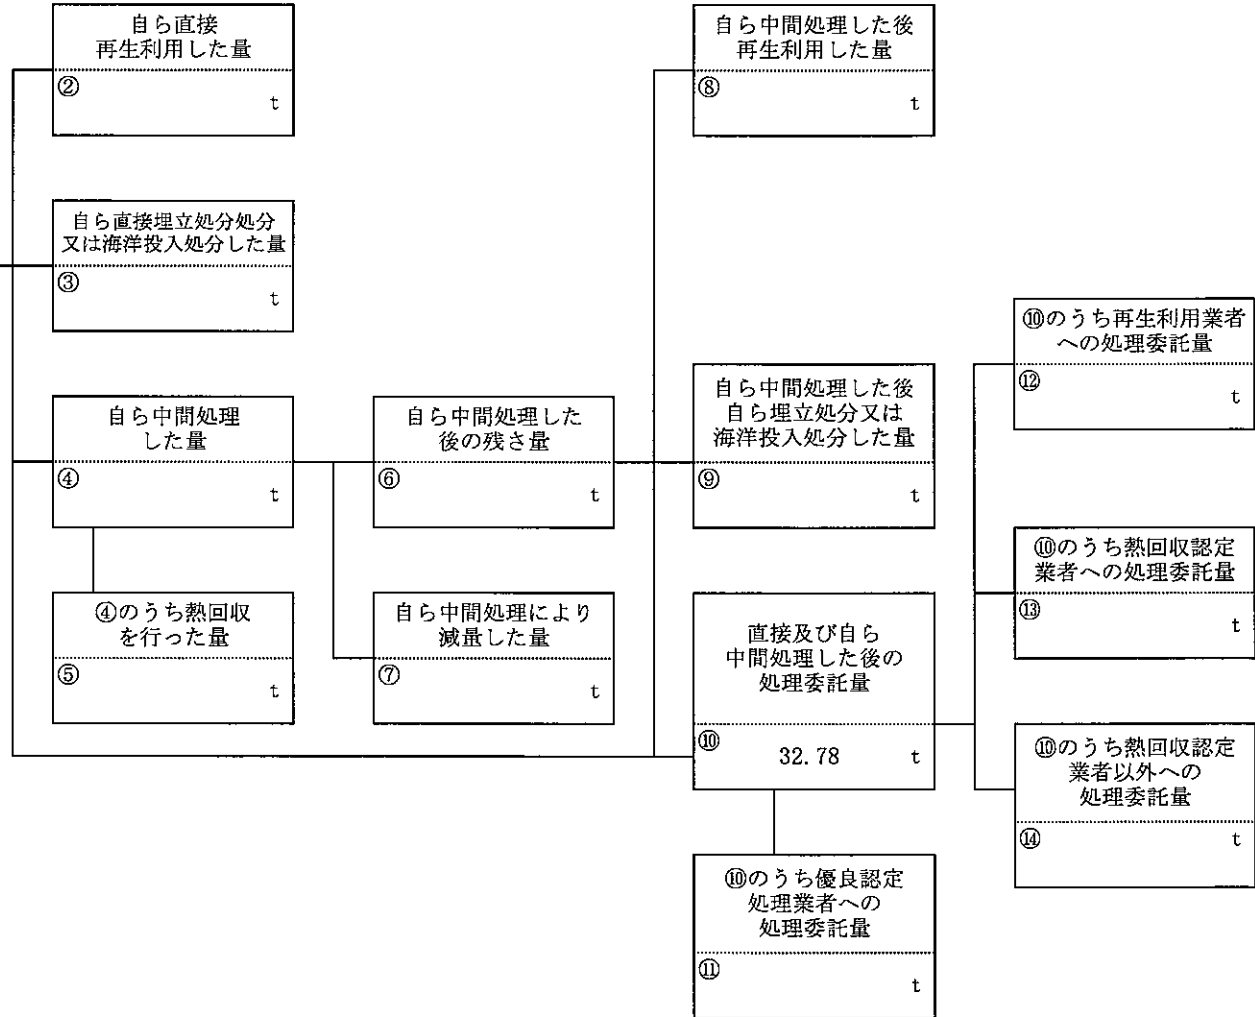 自ら直接
再生利用した量
②
t
自ら中間処理した後
再生利用した量
⑧
t
自ら直接埋立処分処分
又は海洋投入処分した量
③
t
⑩のうち再生利用業者
への処理委託量
⑫
t
自ら中間処理
した量
④
t
自ら中間処理した
後の残さ量
⑥
t
自ら中間処理した後
自ら埋立処分又は
海洋投入処分した量
⑨
t
⑩のうち熱回収認定
業者への処理委託量
⑬
t
④のうち熱回収
を行った量
⑤
t
自ら中間処理により
減量した量
⑦
t
直接及び自ら
中間処理した後の
処理委託量
⑩ 32.78 t
⑩のうち熱回収認定
業者以外への
処理委託量
⑭ t
⑩のうち優良認定
処理業者への
処理委託量
⑪
t